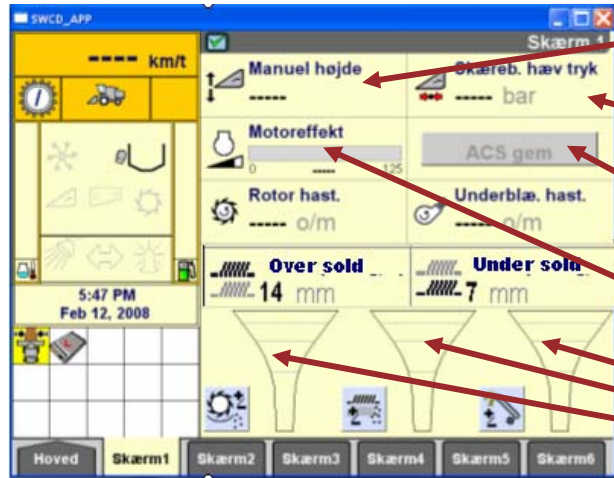 SWCD_APP
---- km/t
Skærm 1
Manuel højde
-----
Skæreb. hæv tryk
----- bar
Motoreffekt
0 ----- 125
ACS gem
Rotor hast.
----- o/m
Underblæ. hast.
----- o/m
Over sold
14 mm
Under sold
7 mm
5:47 PM
Feb 12, 2008
L
Hoved
Skærm1
Skærm2
Skærm3
Skærm4
Skærm5
Skærm6